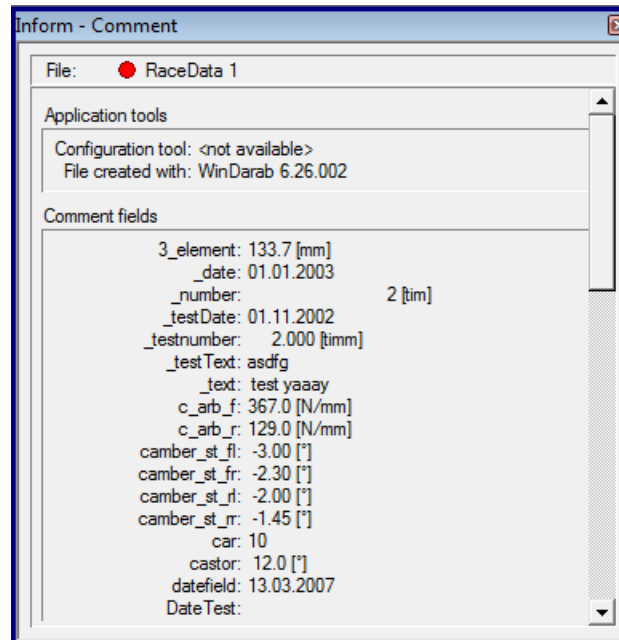 Inform - Comment
File: RaceData 1
Application tools
Configuration tool: <not available>
File created with: WinDarab 6.26.002
Comment fields
3_element: 133.7 [mm]
_date: 01.01.2003
_number: 2 [tim]
_testDate: 01.11.2002
_testnumber: 2.000 [timm]
_testText: asdfg
_text: test yaaay
c_arb_f: 367.0 [N/mm]
c_arb_r: 129.0 [N/mm]
camber_st_fl: -3.00 [°]
camber_st_fr: -2.30 [°]
camber_st_rl: -2.00 [°]
camber_st_rr: -1.45 [°]
car: 10
castor: 12.0 [°]
datefield: 13.03.2007
DateTest: